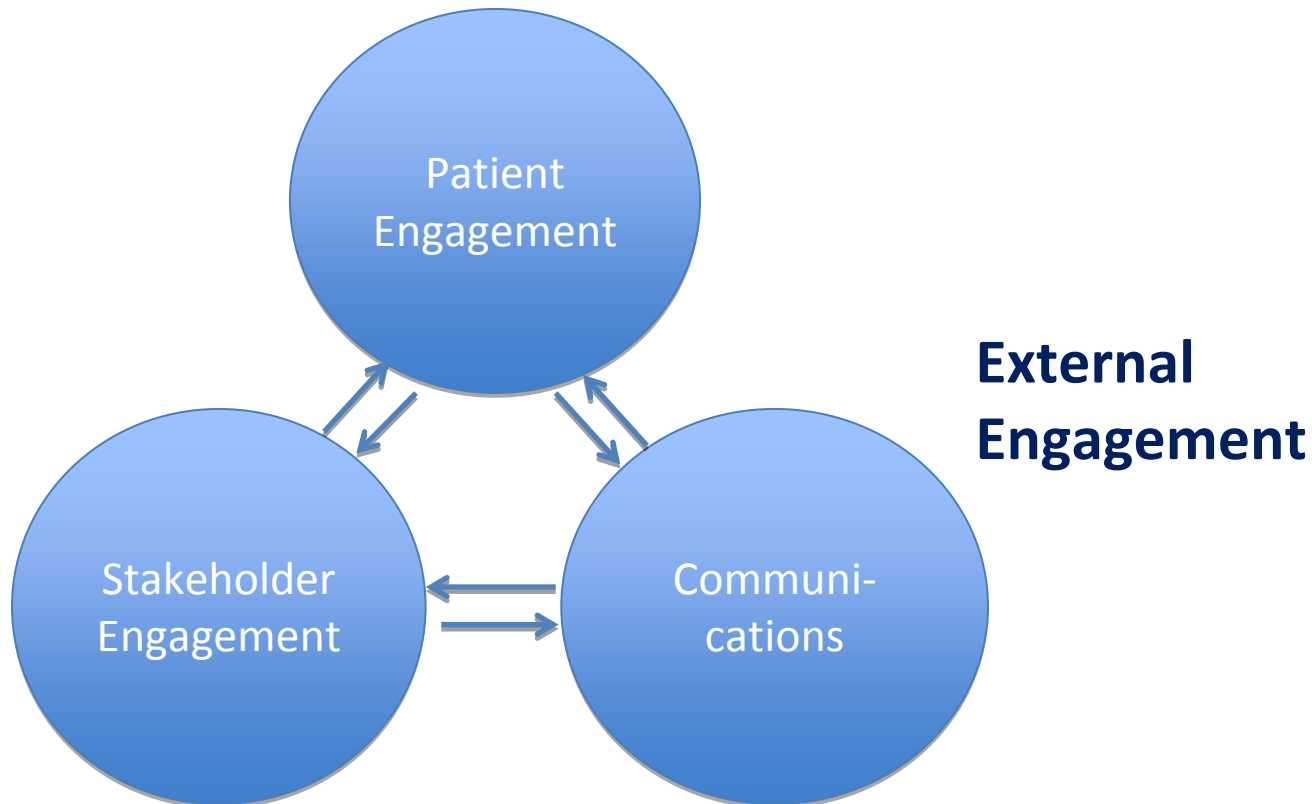 Patient
Engagement
External
Engagement
Stakeholder
Engagement
Communi-
cations